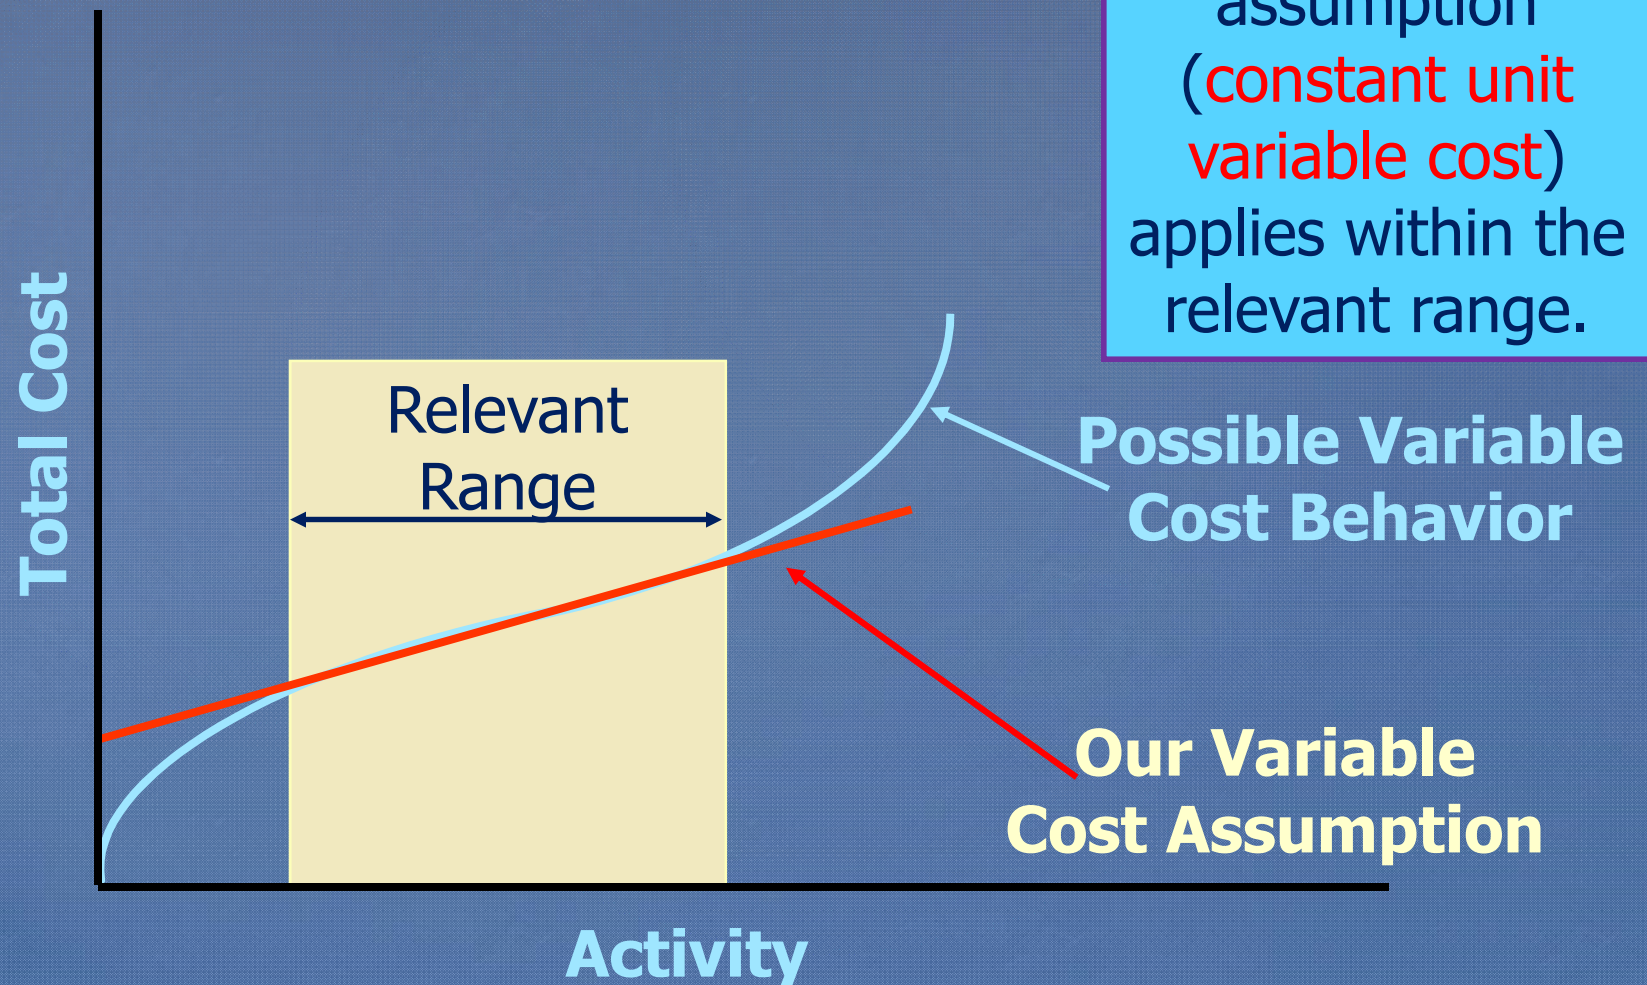 assumption
(constant unit
variable cost)
applies within the
relevant range.
Total Cost
Relevant
Range
Possible Variable
Cost Behavior
Our Variable
Cost Assumption
Activity